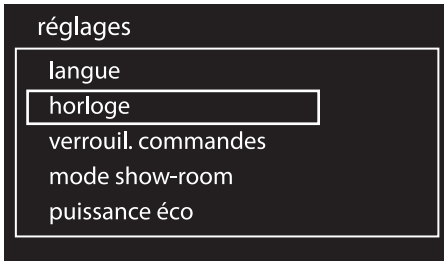 réglages
langue
horloge
verrouil. commandes
mode show-room
puissance éco